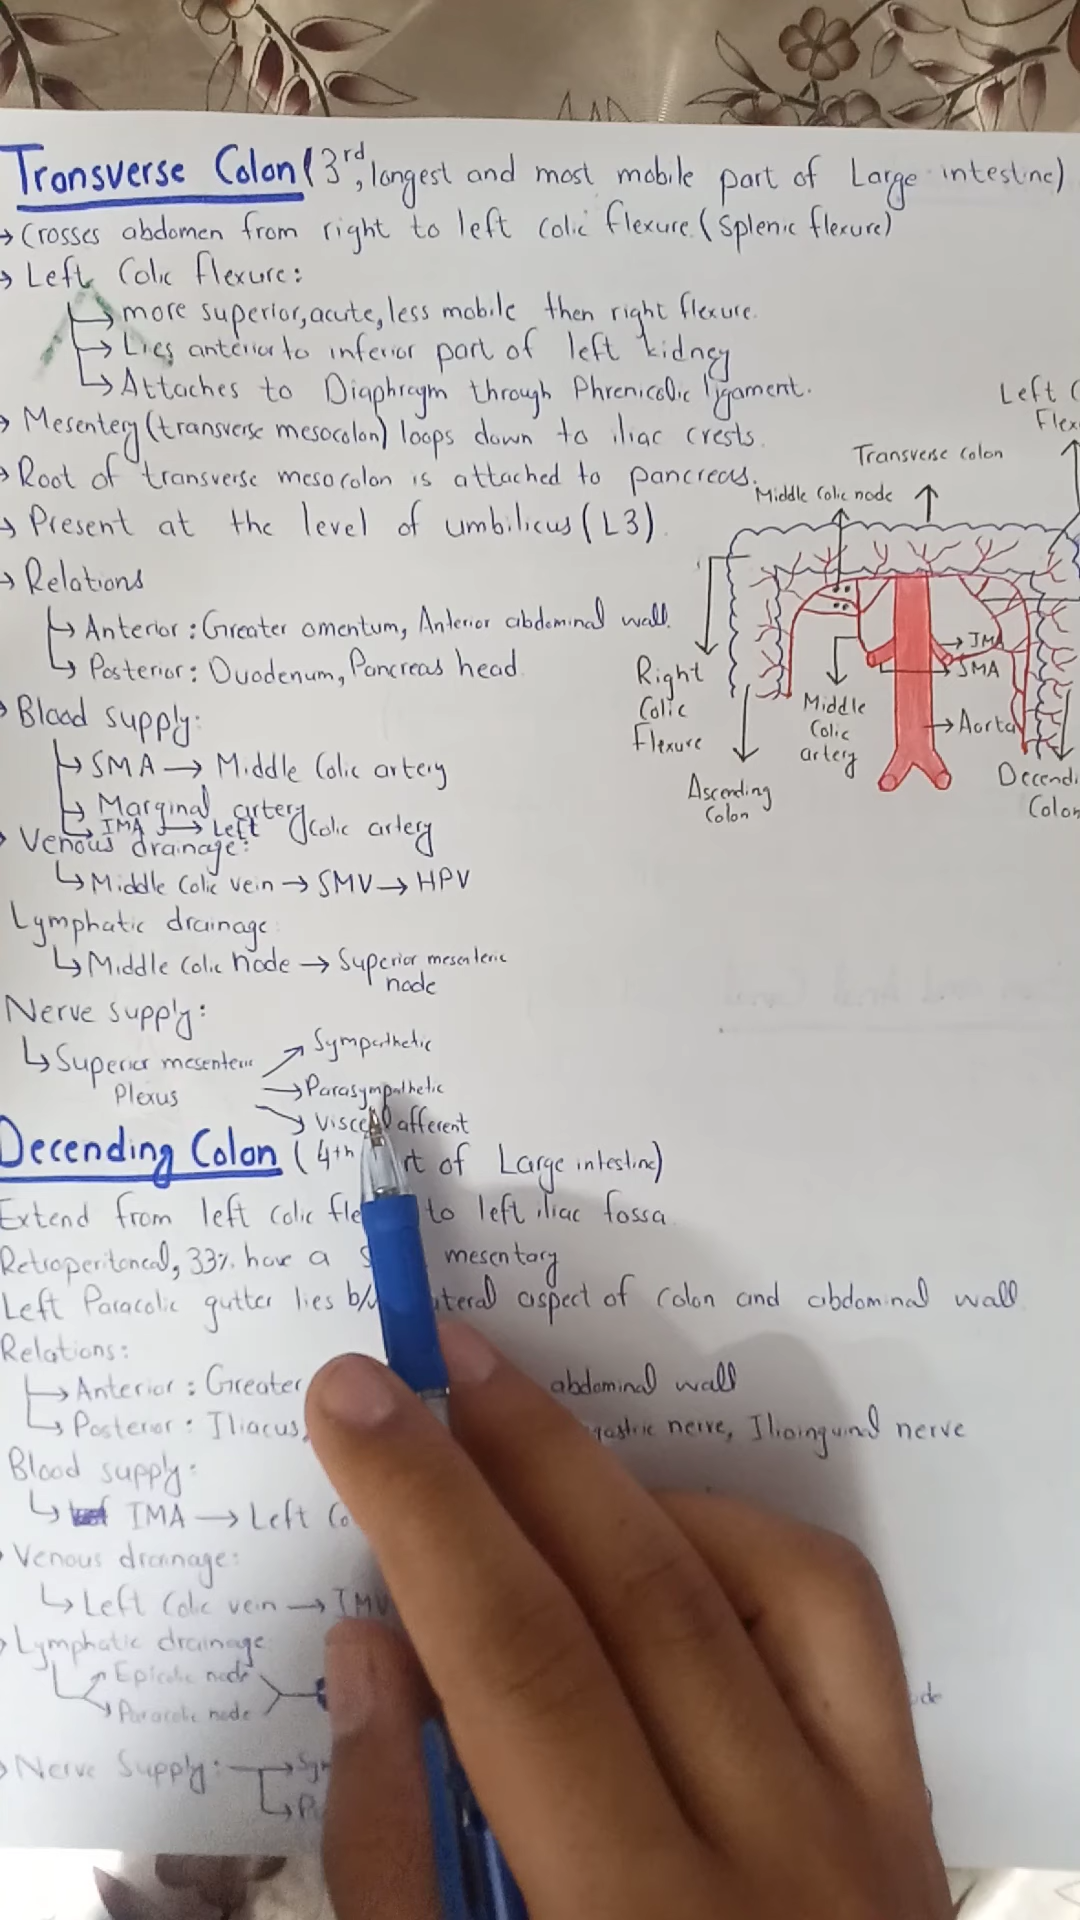 Transverse Colon (3rd, longest and most mobile part of Large intestine)
→ Crosses abdomen from right to left colic flexure (splenic flexure)
→ Left Colic flexure:
↳ more superior, acute, less mobile then right flexure.
↳ Lies anterior to inferior part of left kidney
↳ Attaches to Diaphragm through Phrenicolic ligament.
→ Mesentery (transverse mesocolon) loops down to iliac crests.
→ Root of transverse mesocolon is attached to pancreas.
→ Present at the level of umbilicus (L3).
→ Relations
↳ Anterior: Greater omentum, Anterior abdominal wall.
↳ Posterior: Duodenum, Pancreas head
→ Blood supply:
↳ SMA → Middle Colic artery
↳ Marginal artery
↳ IMA → Left Colic artery
→ Venous drainage:
↳ Middle Colic vein → SMV → HPV
Lymphatic drainage
↳ Middle Colic node → Superior mesenteric node
Nerve supply:
↳ Superior mesenteric Plexus
→ Sympathetic
→ Parasympathetic
→ afferent
Left
Transverse colon
Middle Colic node
Right Colic Flexure
Middle Colic artery
IMA
SMA
→ Aorta
Ascending Colon
Colon
Decending Colon (4th of Large intestine)
Extend from left colic to left iliac fossa
Retroperitoneal, 33% have a mesentary
Left Paracolic gutter lies aspect of colon and abdominal wall
Relations:
↳ Anterior: Greater abdominal wall
↳ Posteror: Iliacus, nerve, Ilioinguinal nerve
Blood supply:
↳ IMA → Left
→ Venous drainage:
↳ Left Colic vein → IMV
→ Lymphatic drainage
Epicolic node
Paracolic node
→ Nerve Supply: